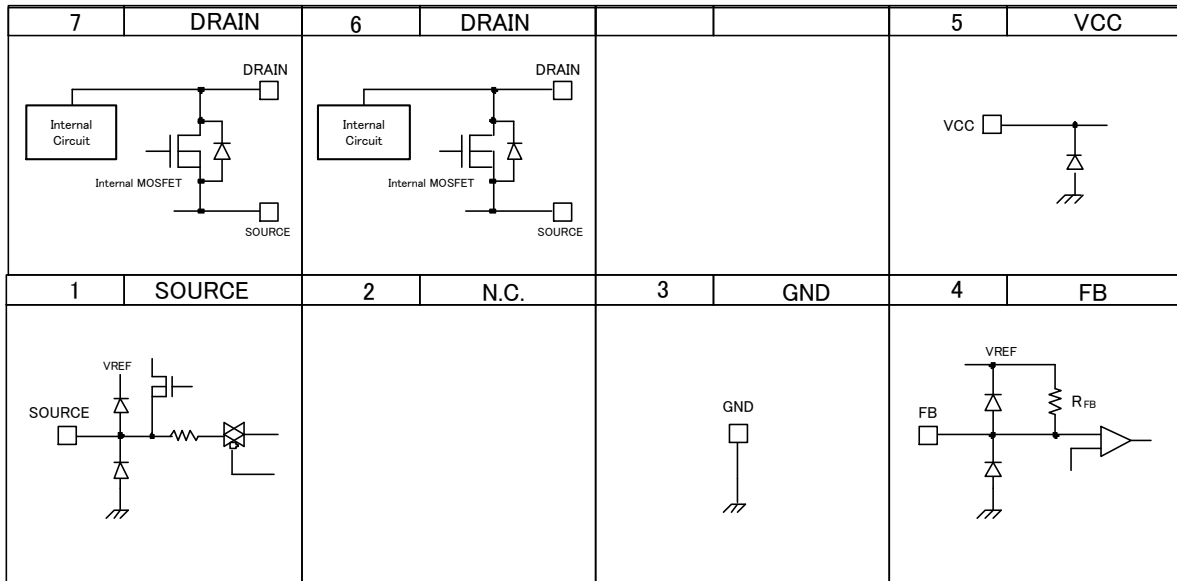 7 DRAIN 6 DRAIN 5 VCC
DRAIN
Internal
Circuit
Internal MOSFET
SOURCE
DRAIN
Internal
Circuit
Internal MOSFET
SOURCE
VCC
1 SOURCE 2 N.C. 3 GND 4 FB
VREF
SOURCE
GND
VREF
RFB
FB